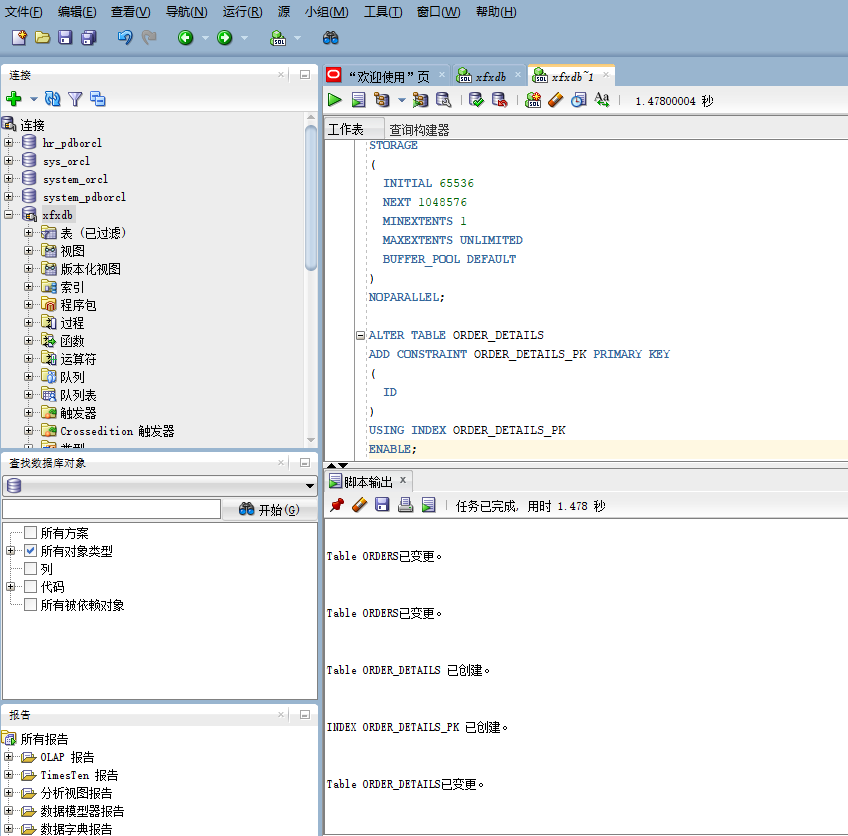 文件(F) 编辑(E) 查看(V) 导航(N) 运行(R) 源 小组(M) 工具(T) 窗口(W) 帮助(H)
连接
连接
hr_pdborcl
sys_orcl
system_orcl
system_pdborcl
xfxdb
表 (已过滤)
视图
版本化视图
索引
程序包
过程
函数
运算符
队列
队列表
触发器
Crossedition 触发器
类型
查找数据库对象
开始(G)
所有方案
所有对象类型
列
代码
所有被依赖对象
报告
所有报告
OLAP 报告
TimesTen 报告
分析视图报告
数据模型器报告
数据字典报告
“欢迎使用”页 xfxdb xfxdb~1
1.47800004 秒
工作表 查询构建器
STORAGE
(
INITIAL 65536
NEXT 1048576
MINEXTENTS 1
MAXEXTENTS UNLIMITED
BUFFER_POOL DEFAULT
)
NOPARALLEL;
ALTER TABLE ORDER_DETAILS
ADD CONSTRAINT ORDER_DETAILS_PK PRIMARY KEY
(
ID
)
USING INDEX ORDER_DETAILS_PK
ENABLE;
脚本输出
任务已完成, 用时 1.478 秒
Table ORDERS已变更。
Table ORDERS已变更。
Table ORDER_DETAILS 已创建。
INDEX ORDER_DETAILS_PK 已创建。
Table ORDER_DETAILS已变更。